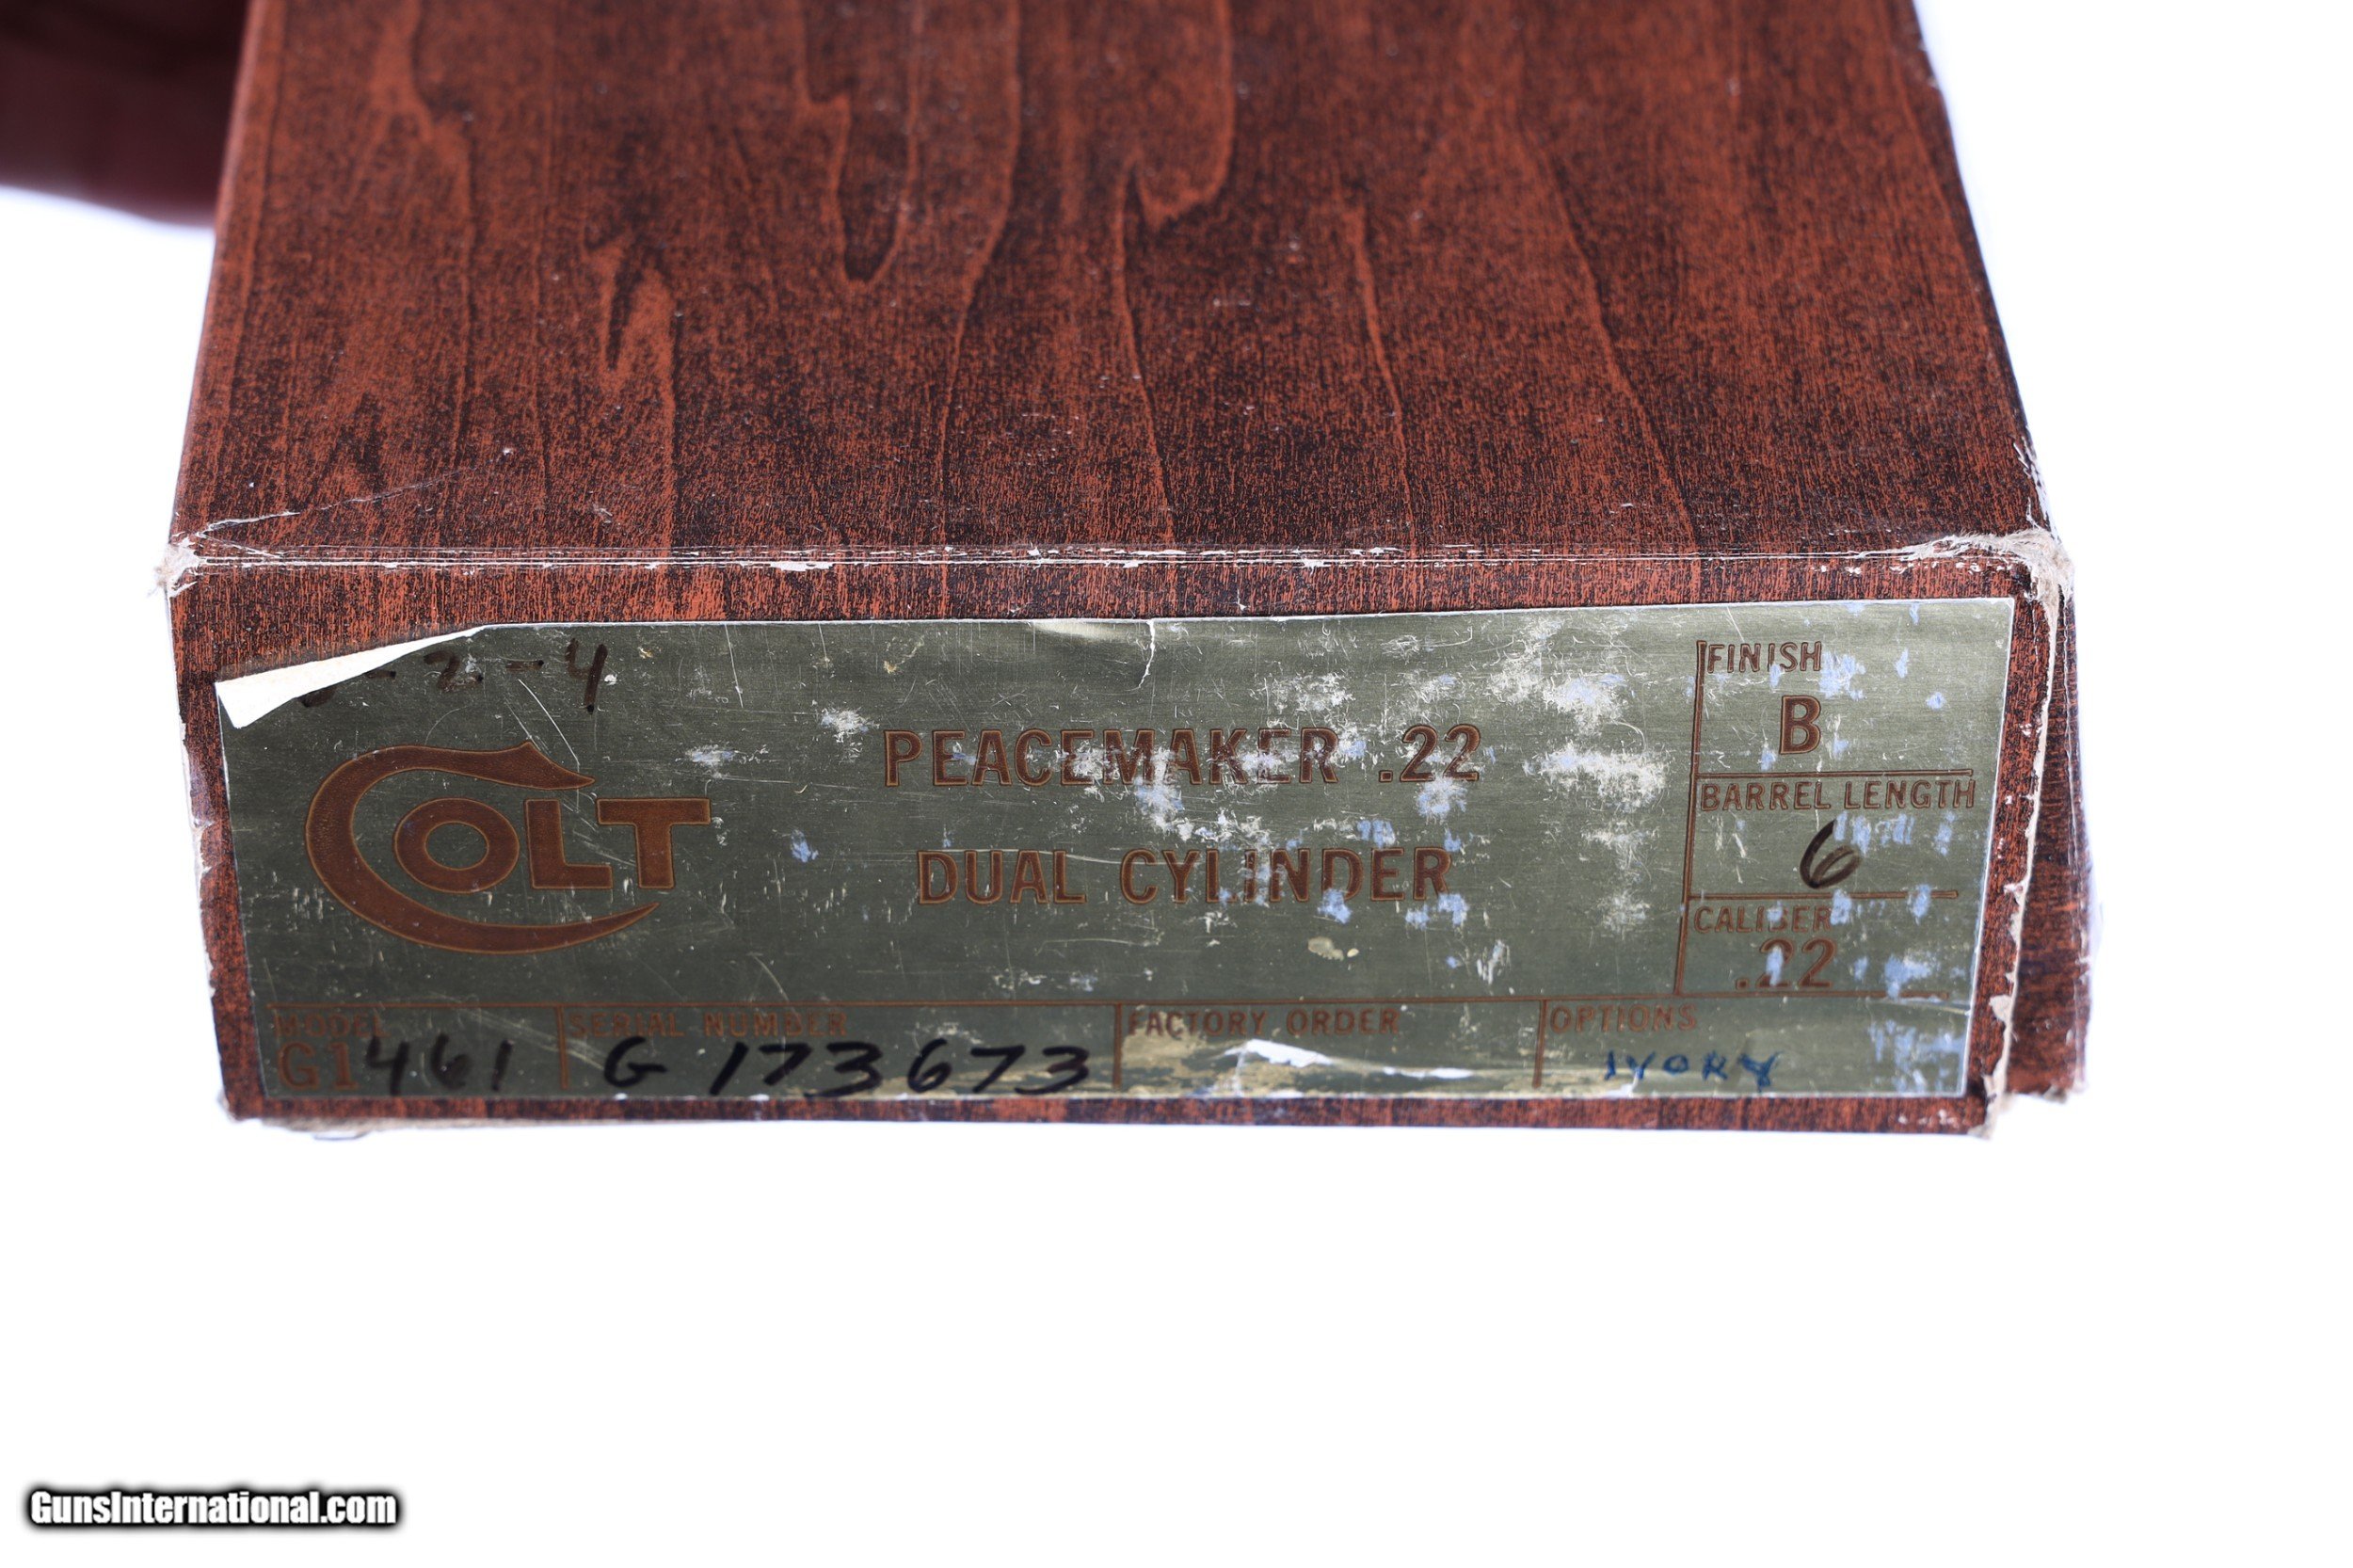 -2-4
COLT
PEACEMAKER .22
DUAL CYLINDER
FINISH
B
BARREL LENGTH
6
CALIBER
.22
MODEL
G1461
SERIAL NUMBER
G 173673
FACTORY ORDER
OPTIONS
IVORY
GunsInternational.com